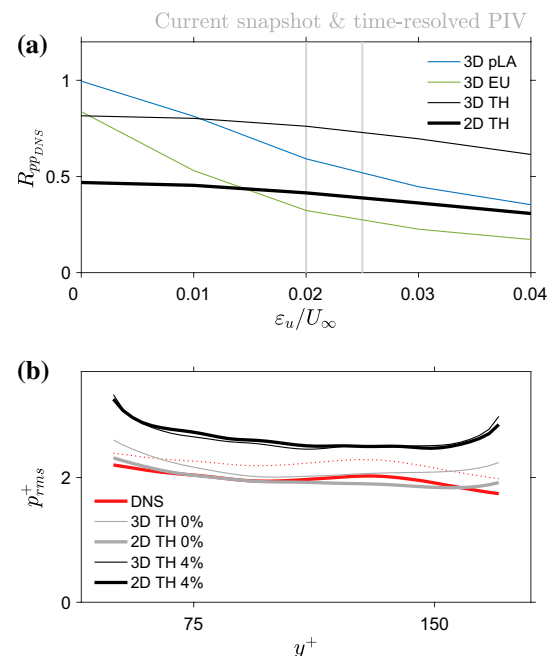 Current snapshot & time-resolved PIV
(a)
1
0.5
0
R_{pp_{DNS}}
3D pLA
3D EU
3D TH
2D TH
0 0.01 0.02 0.03 0.04
ε_u/U_∞
(b)
2
0
p^+_{rms}
DNS
3D TH 0%
2D TH 0%
3D TH 4%
2D TH 4%
75 150
y^+